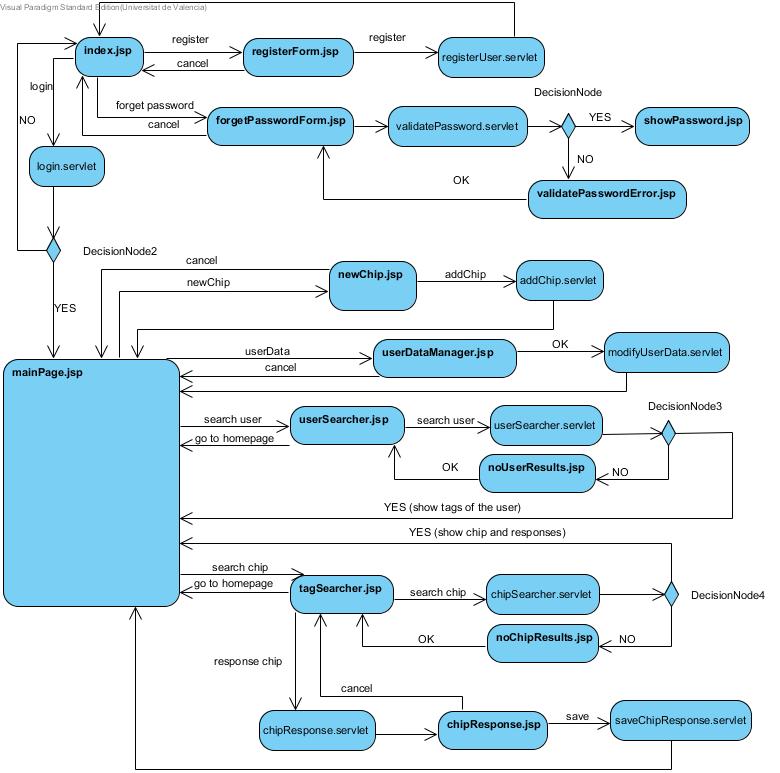 Visual Paradigm Standard Edition(Universitat de Valencia)
index.jsp
register
registerForm.jsp
register
registerUser.servlet
cancel
login
NO
forget password
cancel
forgetPasswordForm.jsp
validatePassword.servlet
DecisionNode
YES
showPassword.jsp
NO
OK
validatePasswordError.jsp
login.servlet
DecisionNode2
YES
cancel
newChip
newChip.jsp
addChip
addChip.servlet
mainPage.jsp
userData
cancel
userDataManager.jsp
OK
modifyUserData.servlet
search user
go to homepage
userSearcher.jsp
search user
userSearcher.servlet
DecisionNode3
OK
noUserResults.jsp
NO
YES (show tags of the user)
YES (show chip and responses)
search chip
go to homepage
tagSearcher.jsp
search chip
chipSearcher.servlet
DecisionNode4
OK
noChipResults.jsp
NO
response chip
cancel
chipResponse.servlet
chipResponse.jsp
save
saveChipResponse.servlet